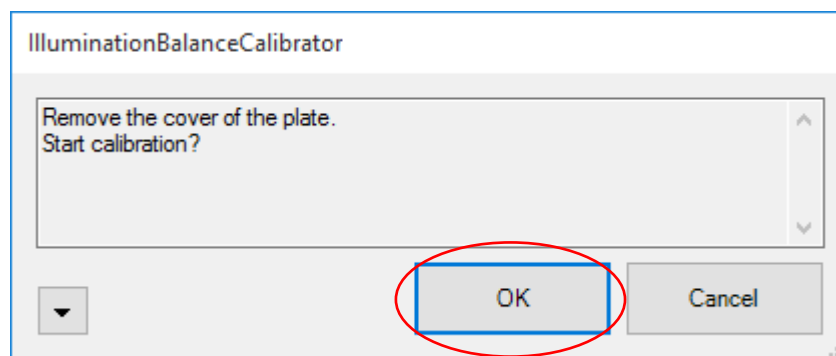 IlluminationBalanceCalibrator
Remove the cover of the plate.
Start calibration?
OK
Cancel